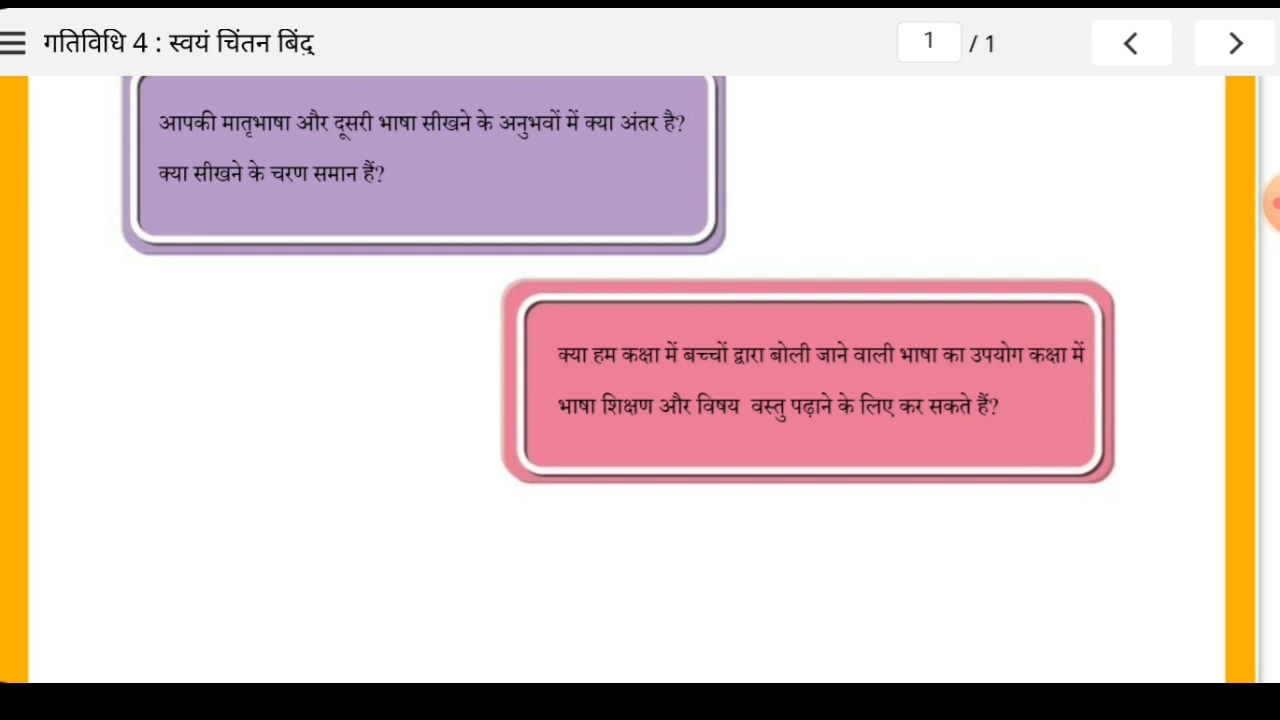 गतिविधि 4 : स्वयं चिंतन बिंदु
1 / 1
आपकी मातृभाषा और दूसरी भाषा सीखने के अनुभवों में क्या अंतर है?
क्या सीखने के चरण समान हैं?
क्या हम कक्षा में बच्चों द्वारा बोली जाने वाली भाषा का उपयोग कक्षा में
भाषा शिक्षण और विषय वस्तु पढ़ाने के लिए कर सकते हैं?